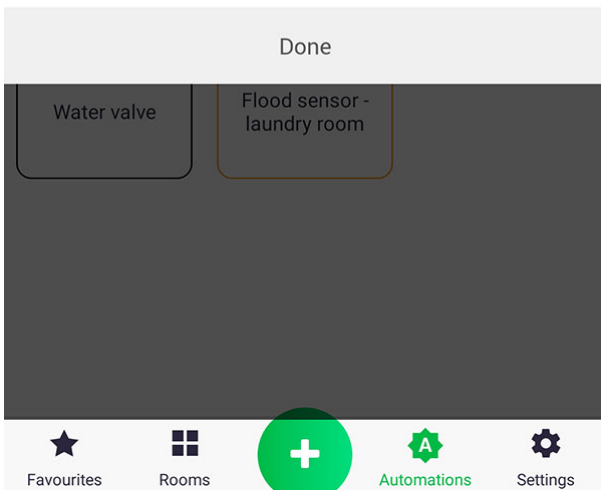 Done
Water valve
Flood sensor -
laundry room
A
Favourites
Rooms
Automations
Settings